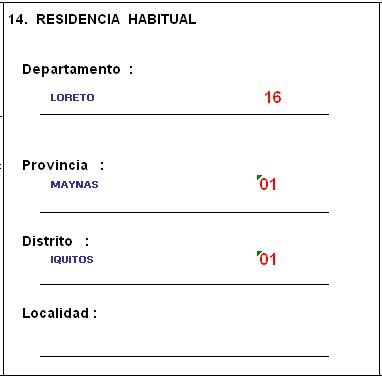 14. RESIDENCIA HABITUAL
Departamento :
LORETO 16
Provincia :
MAYNAS 01
Distrito :
IQUITOS 01
Localidad :